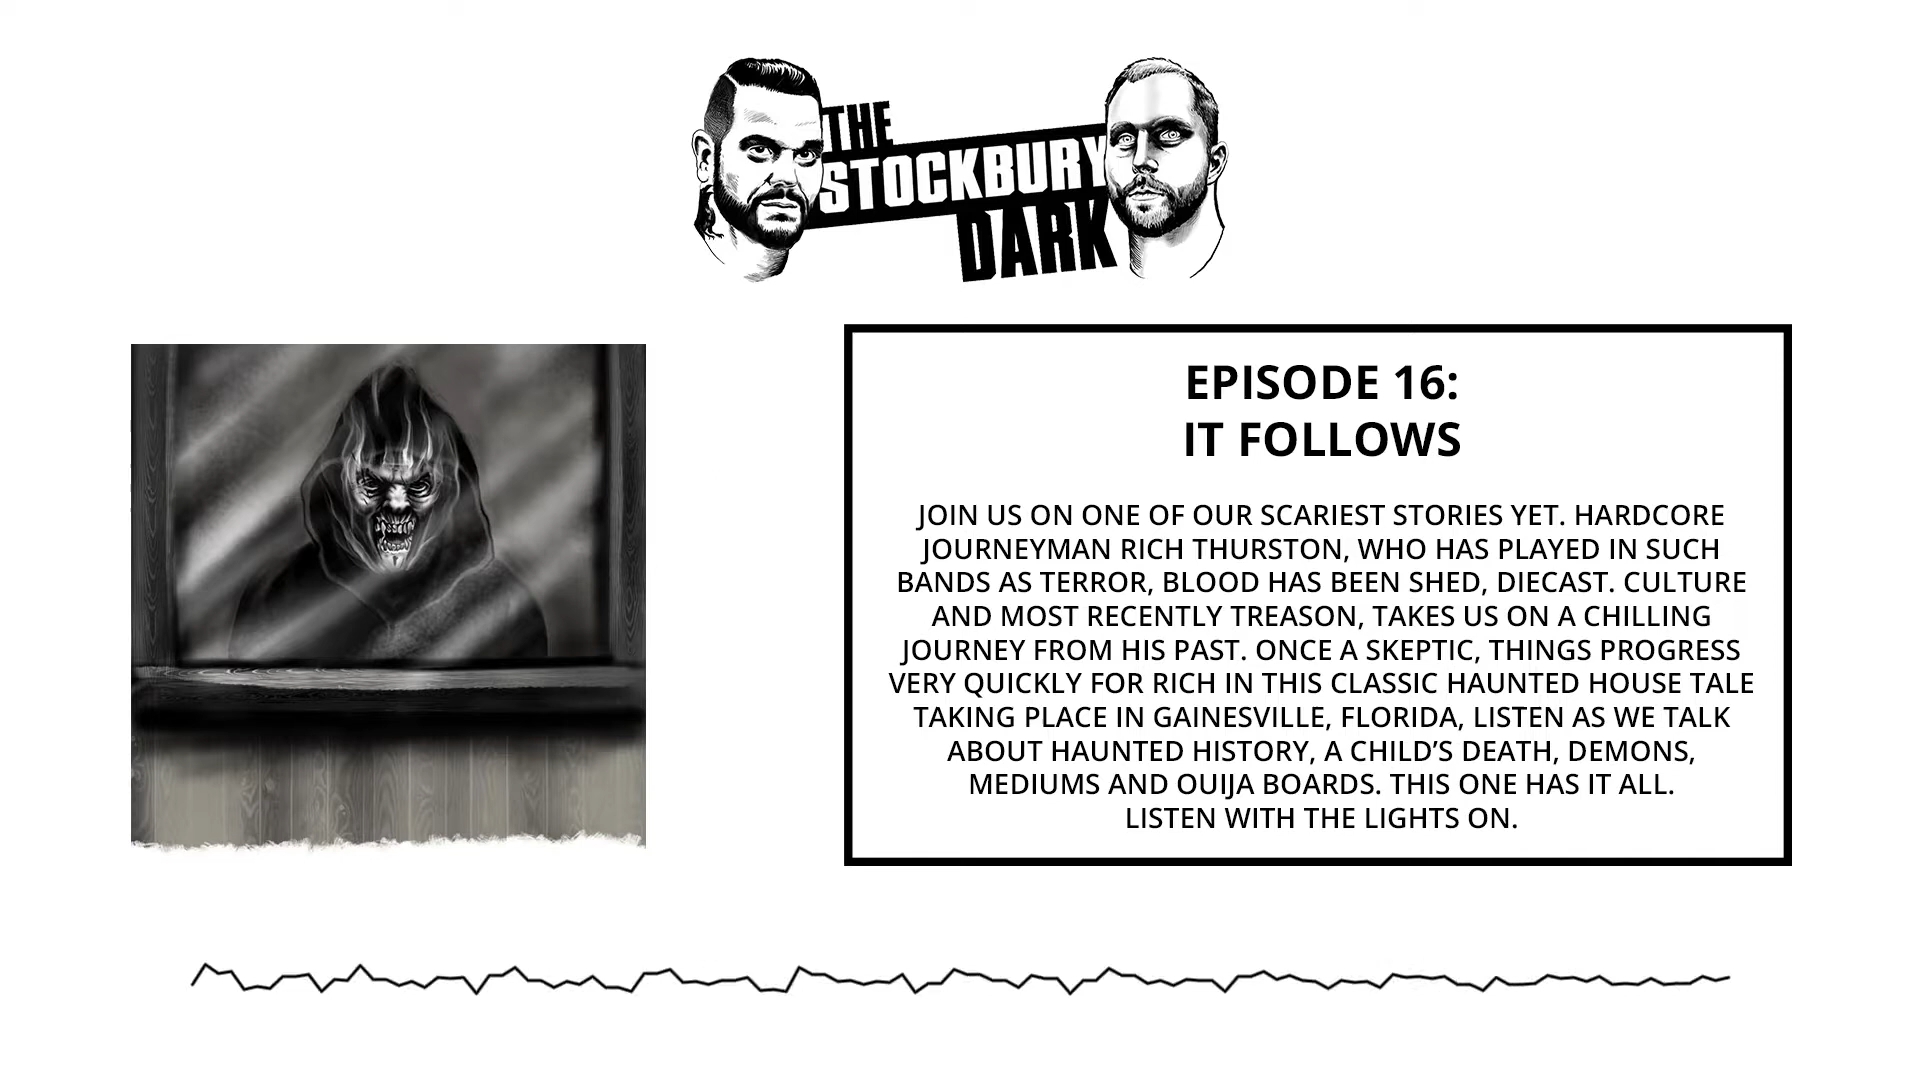 THE
STOCKBURY
DARK
EPISODE 16:
IT FOLLOWS
JOIN US ON ONE OF OUR SCARIEST STORIES YET. HARDCORE
JOURNEYMAN RICH THURSTON, WHO HAS PLAYED IN SUCH
BANDS AS TERROR, BLOOD HAS BEEN SHED, DIECAST. CULTURE
AND MOST RECENTLY TREASON, TAKES US ON A CHILLING
JOURNEY FROM HIS PAST. ONCE A SKEPTIC, THINGS PROGRESS
VERY QUICKLY FOR RICH IN THIS CLASSIC HAUNTED HOUSE TALE
TAKING PLACE IN GAINESVILLE, FLORIDA, LISTEN AS WE TALK
ABOUT HAUNTED HISTORY, A CHILD’S DEATH, DEMONS,
MEDIUMS AND OUIJA BOARDS. THIS ONE HAS IT ALL.
LISTEN WITH THE LIGHTS ON.